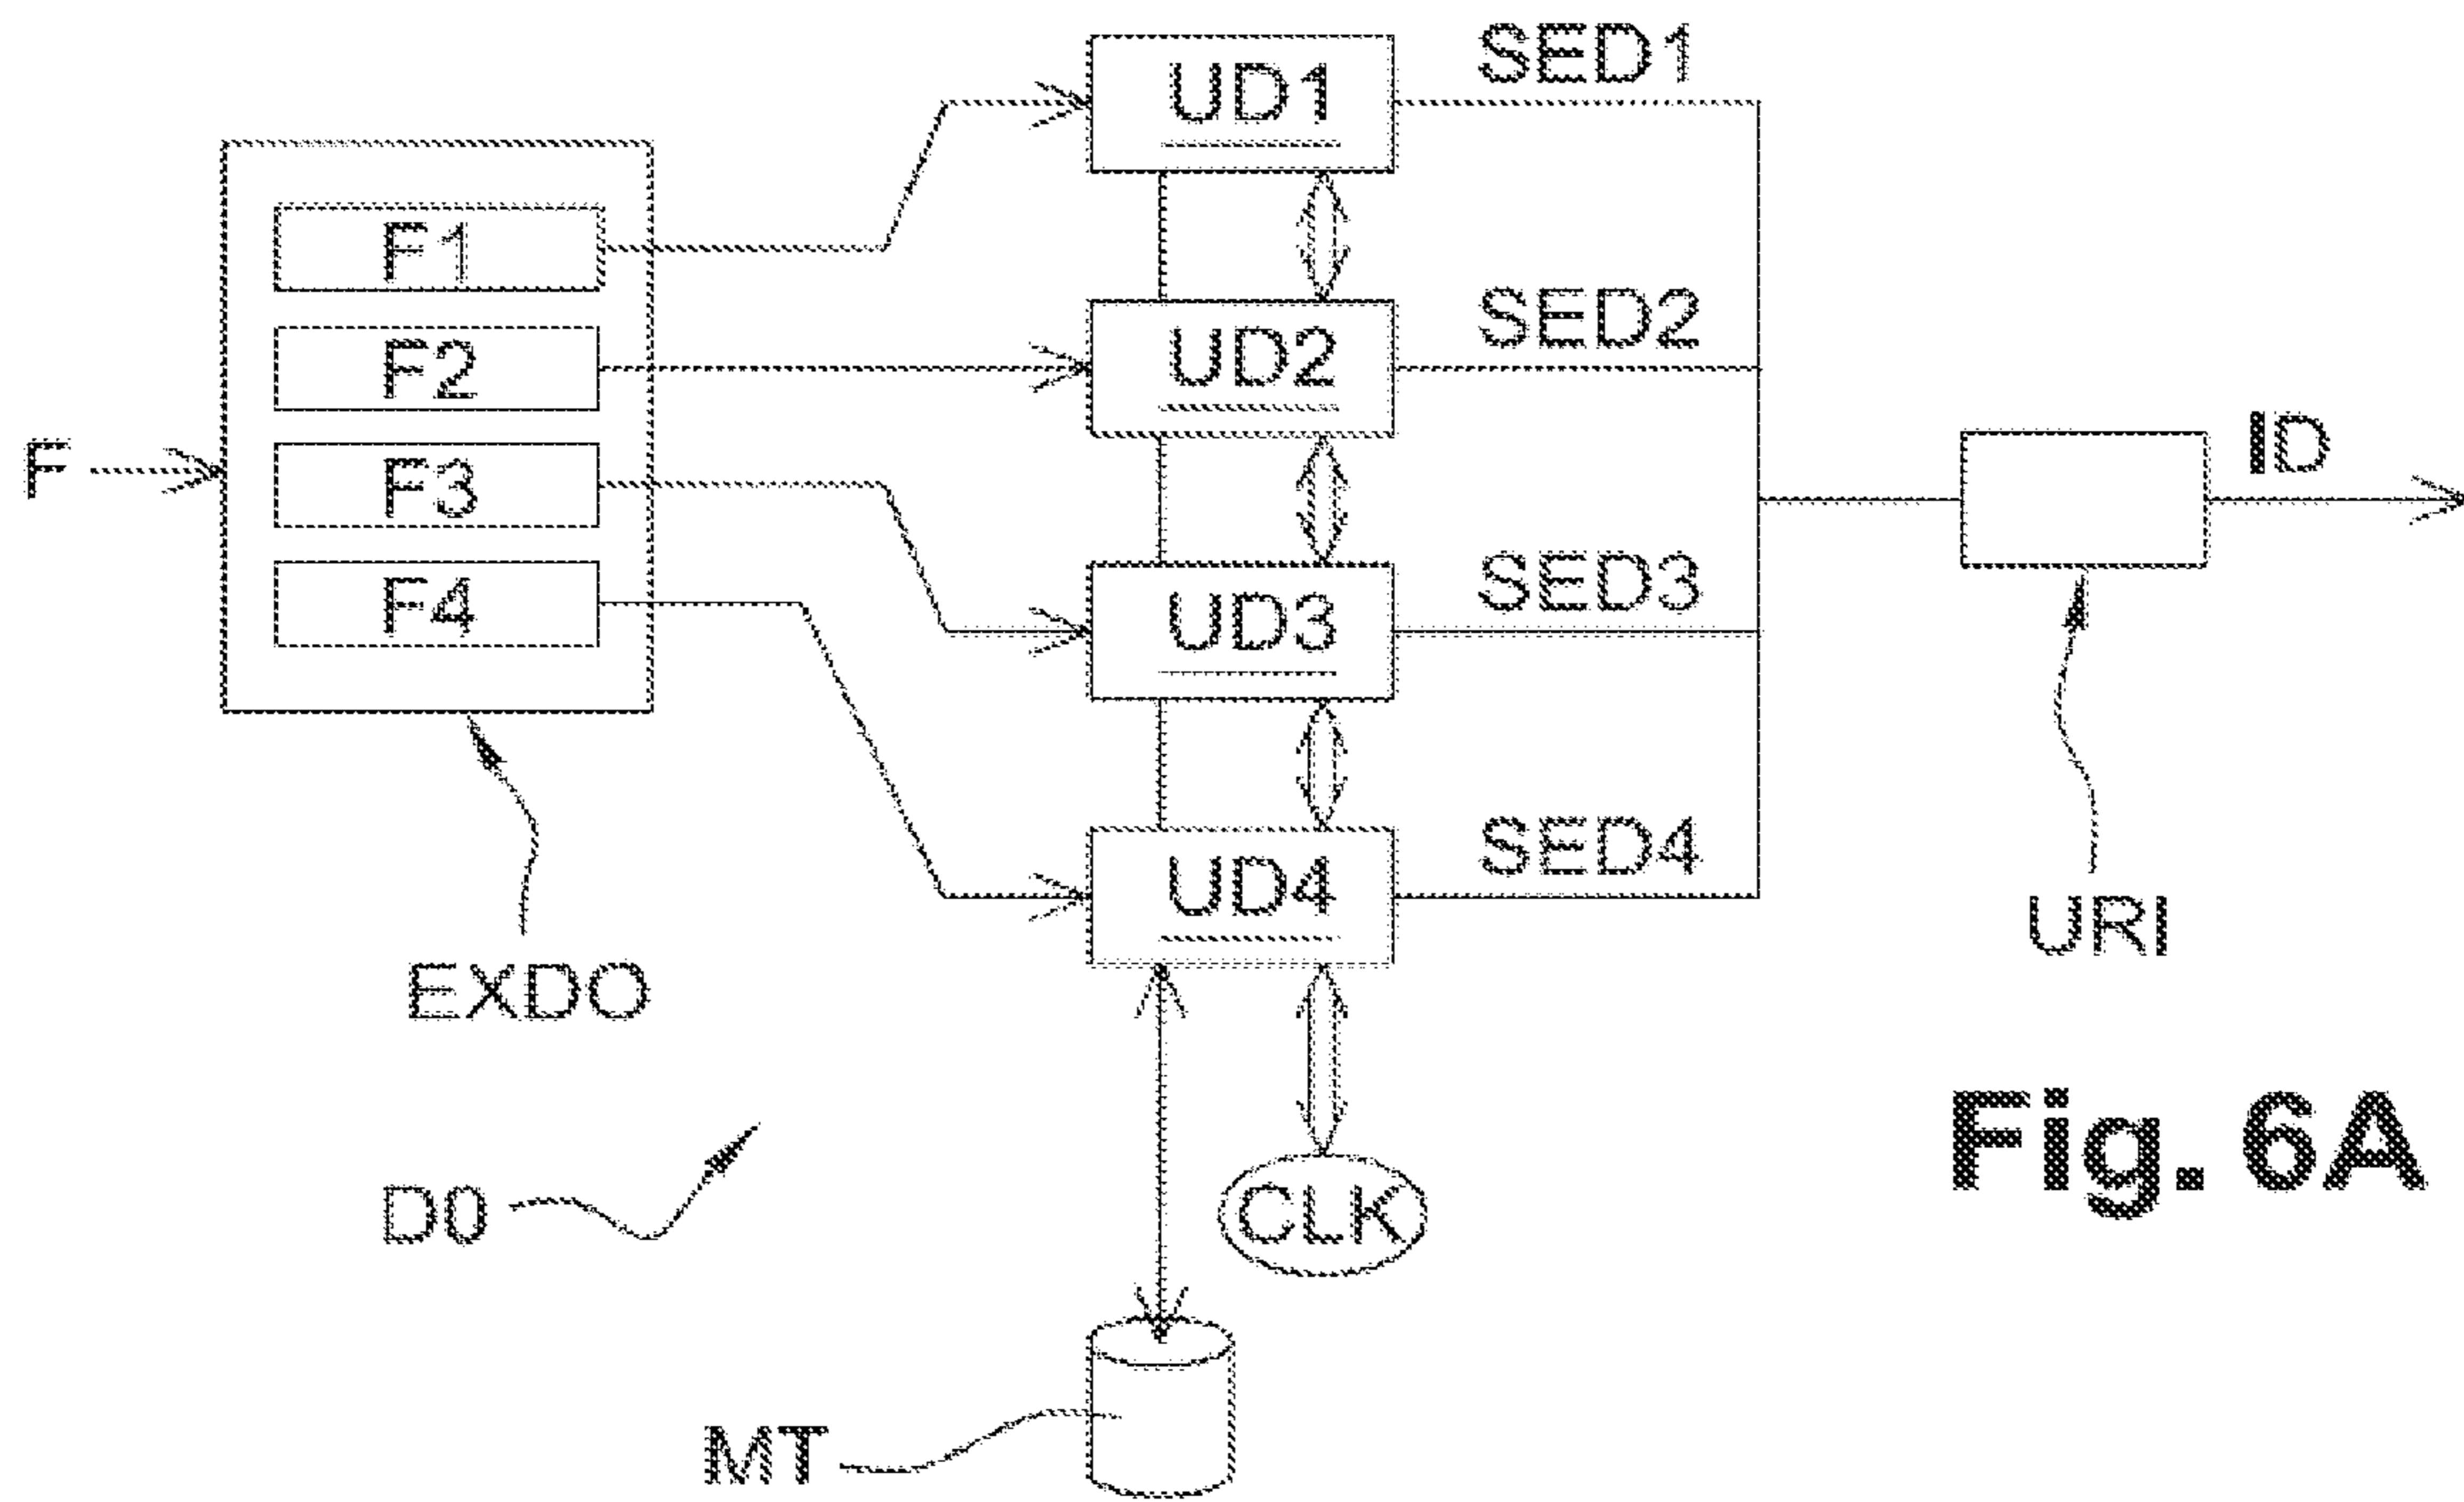 UD1
SED1
F1
UD2
SED2
F2
F
F3
ID
UD3
SED3
F4
UD4
SED4
URI
EXDO
Fig. 6A
D0
CLK
MT